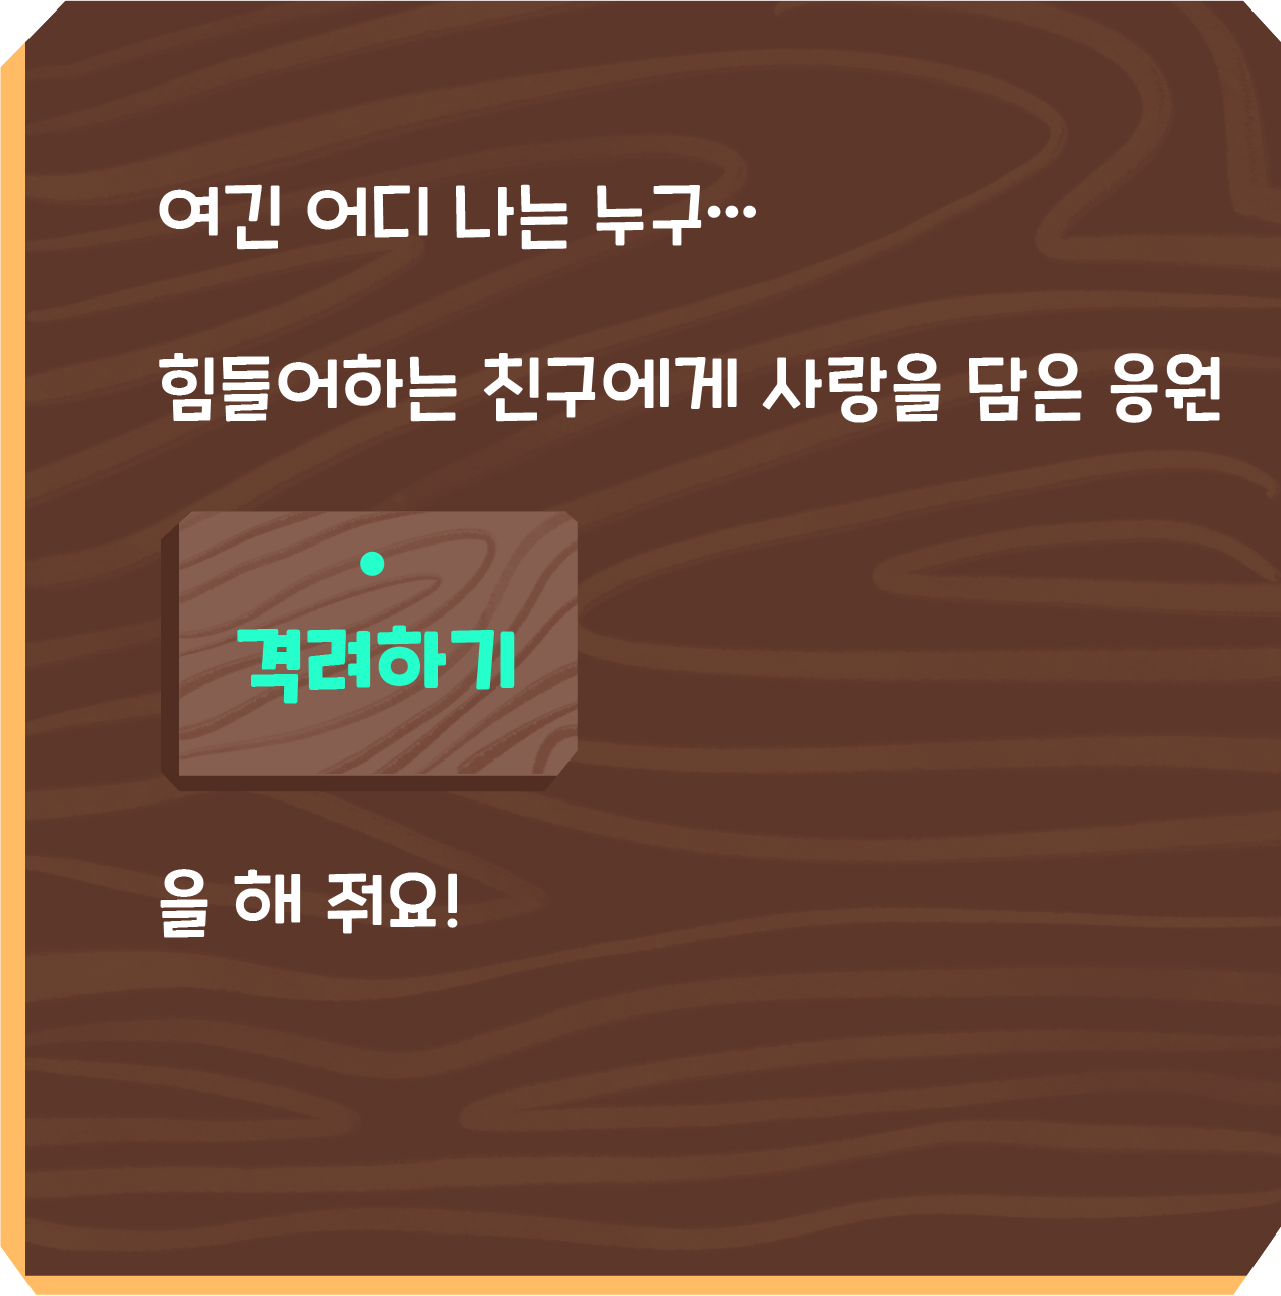 여긴 어디 나는 누구…
힘들어하는 친구에게 사랑을 담은 응원
격려하기
을 해 줘요!